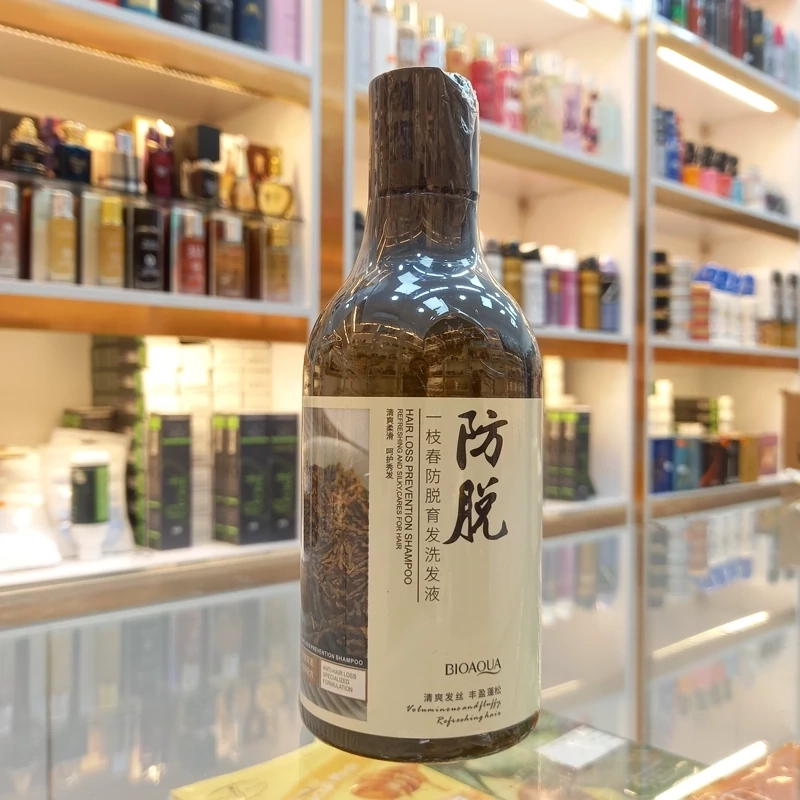 防脱
一枝春防脱育发洗发液
HAIR LOSS PREVENTION SHAMPOO
REFRESHING AND SILKY,CARES FOR HAIR
清爽柔滑 呵护秀发
PREVENTION SHAMPOO
ANTI-HAIR LOSS
SPECIALIZED
FORMULATION
BIOAQUA
清爽发丝 丰盈蓬松
Voluminous and fluffy
Refreshing hair